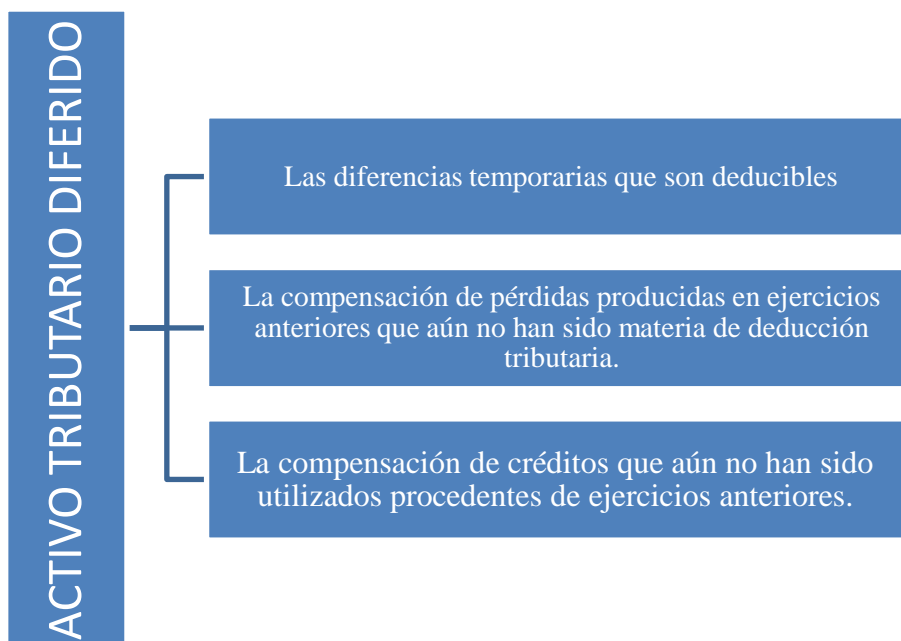 ACTIVO TRIBUTARIO DIFERIDO
Las diferencias temporarias que son deducibles
La compensación de pérdidas producidas en ejercicios
anteriores que aún no han sido materia de deducción
tributaria.
La compensación de créditos que aún no han sido
utilizados procedentes de ejercicios anteriores.